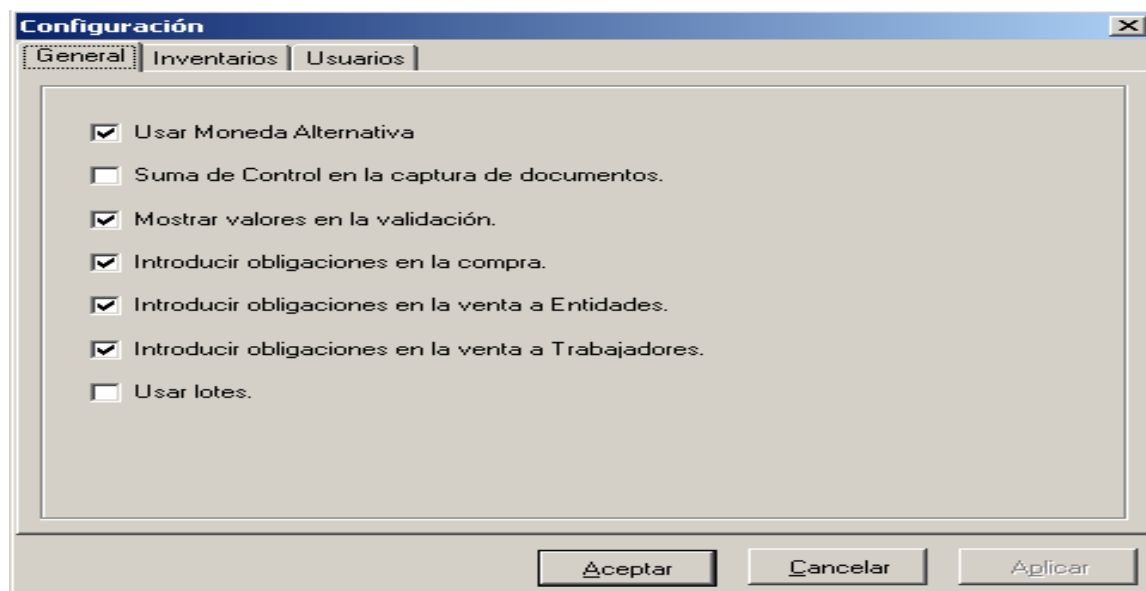 Configuración
General Inventarios Usuarios
Usar Moneda Alternativa
Suma de Control en la captura de documentos.
Mostrar valores en la validación.
Introducir obligaciones en la compra.
Introducir obligaciones en la venta a Entidades.
Introducir obligaciones en la venta a Trabajadores.
Usar lotes.
Aceptar Cancelar Aplicar